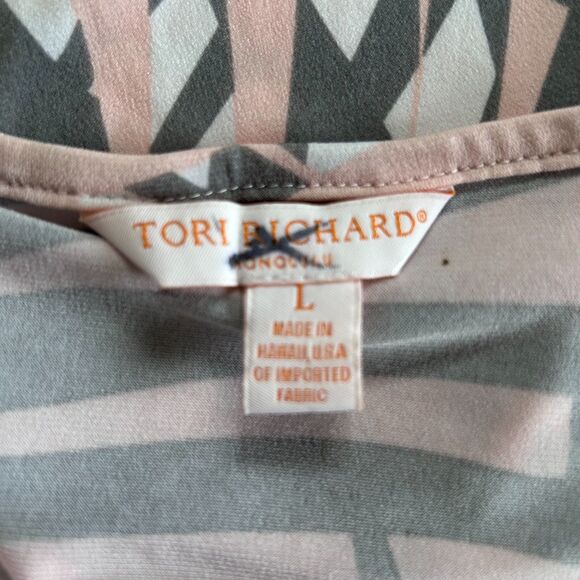 TORI RICHARD®
HONOLULU
L
MADE IN
HAWAII, U.S.A
OF IMPORTED
FABRIC